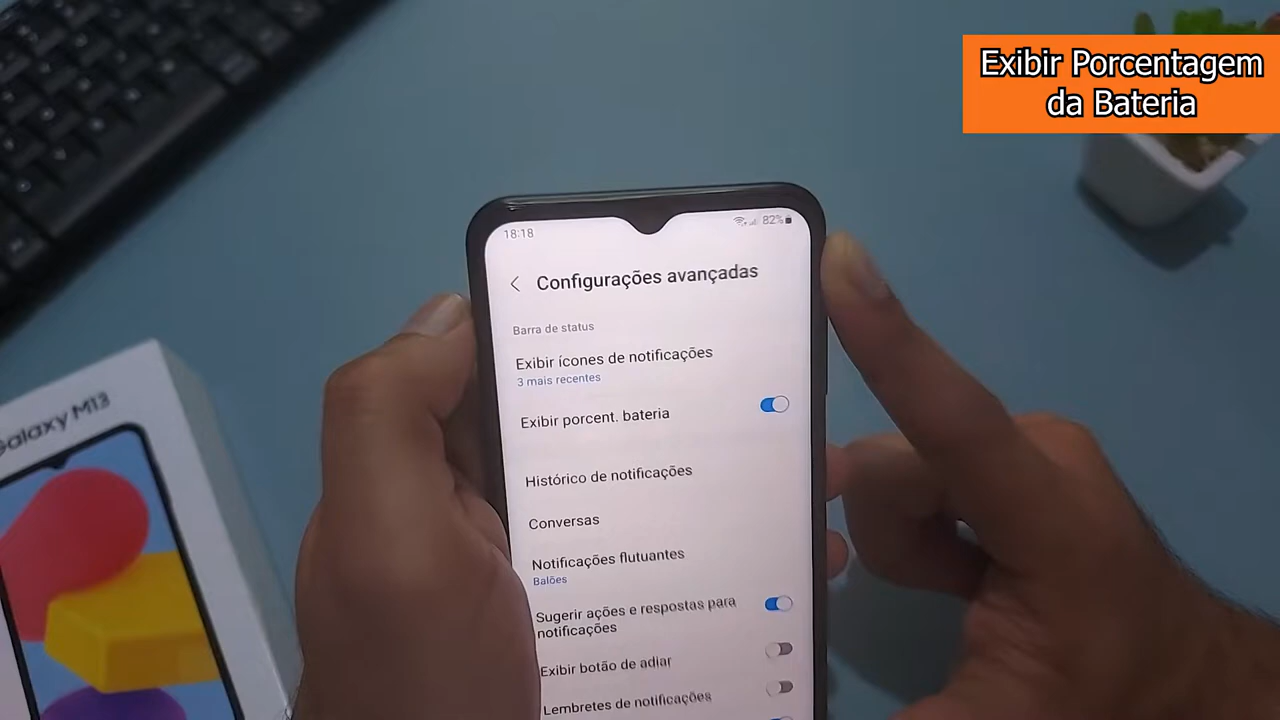 Exibir Porcentagem
da Bateria
18:18
82%
Configurações avançadas
Barra de status
Exibir ícones de notificações
3 mais recentes
Exibir porcent. bateria
Histórico de notificações
Conversas
Notificações flutuantes
Balões
Sugerir ações e respostas para
notificações
Exibir botão de adiar
Lembretes de notificações
Galaxy M13